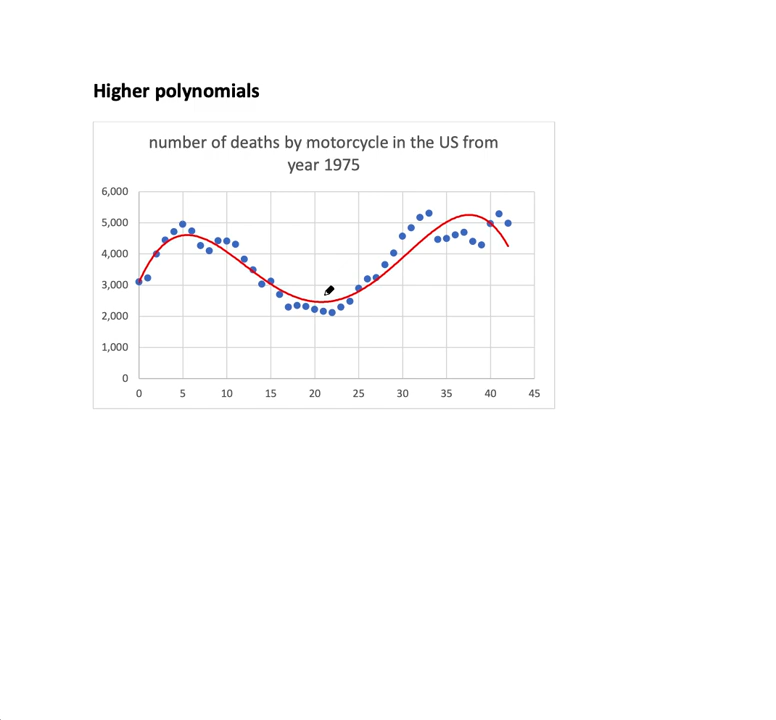 Higher polynomials
number of deaths by motorcycle in the US from
year 1975
6,000
5,000
4,000
3,000
2,000
1,000
0
0 5 10 15 20 25 30 35 40 45